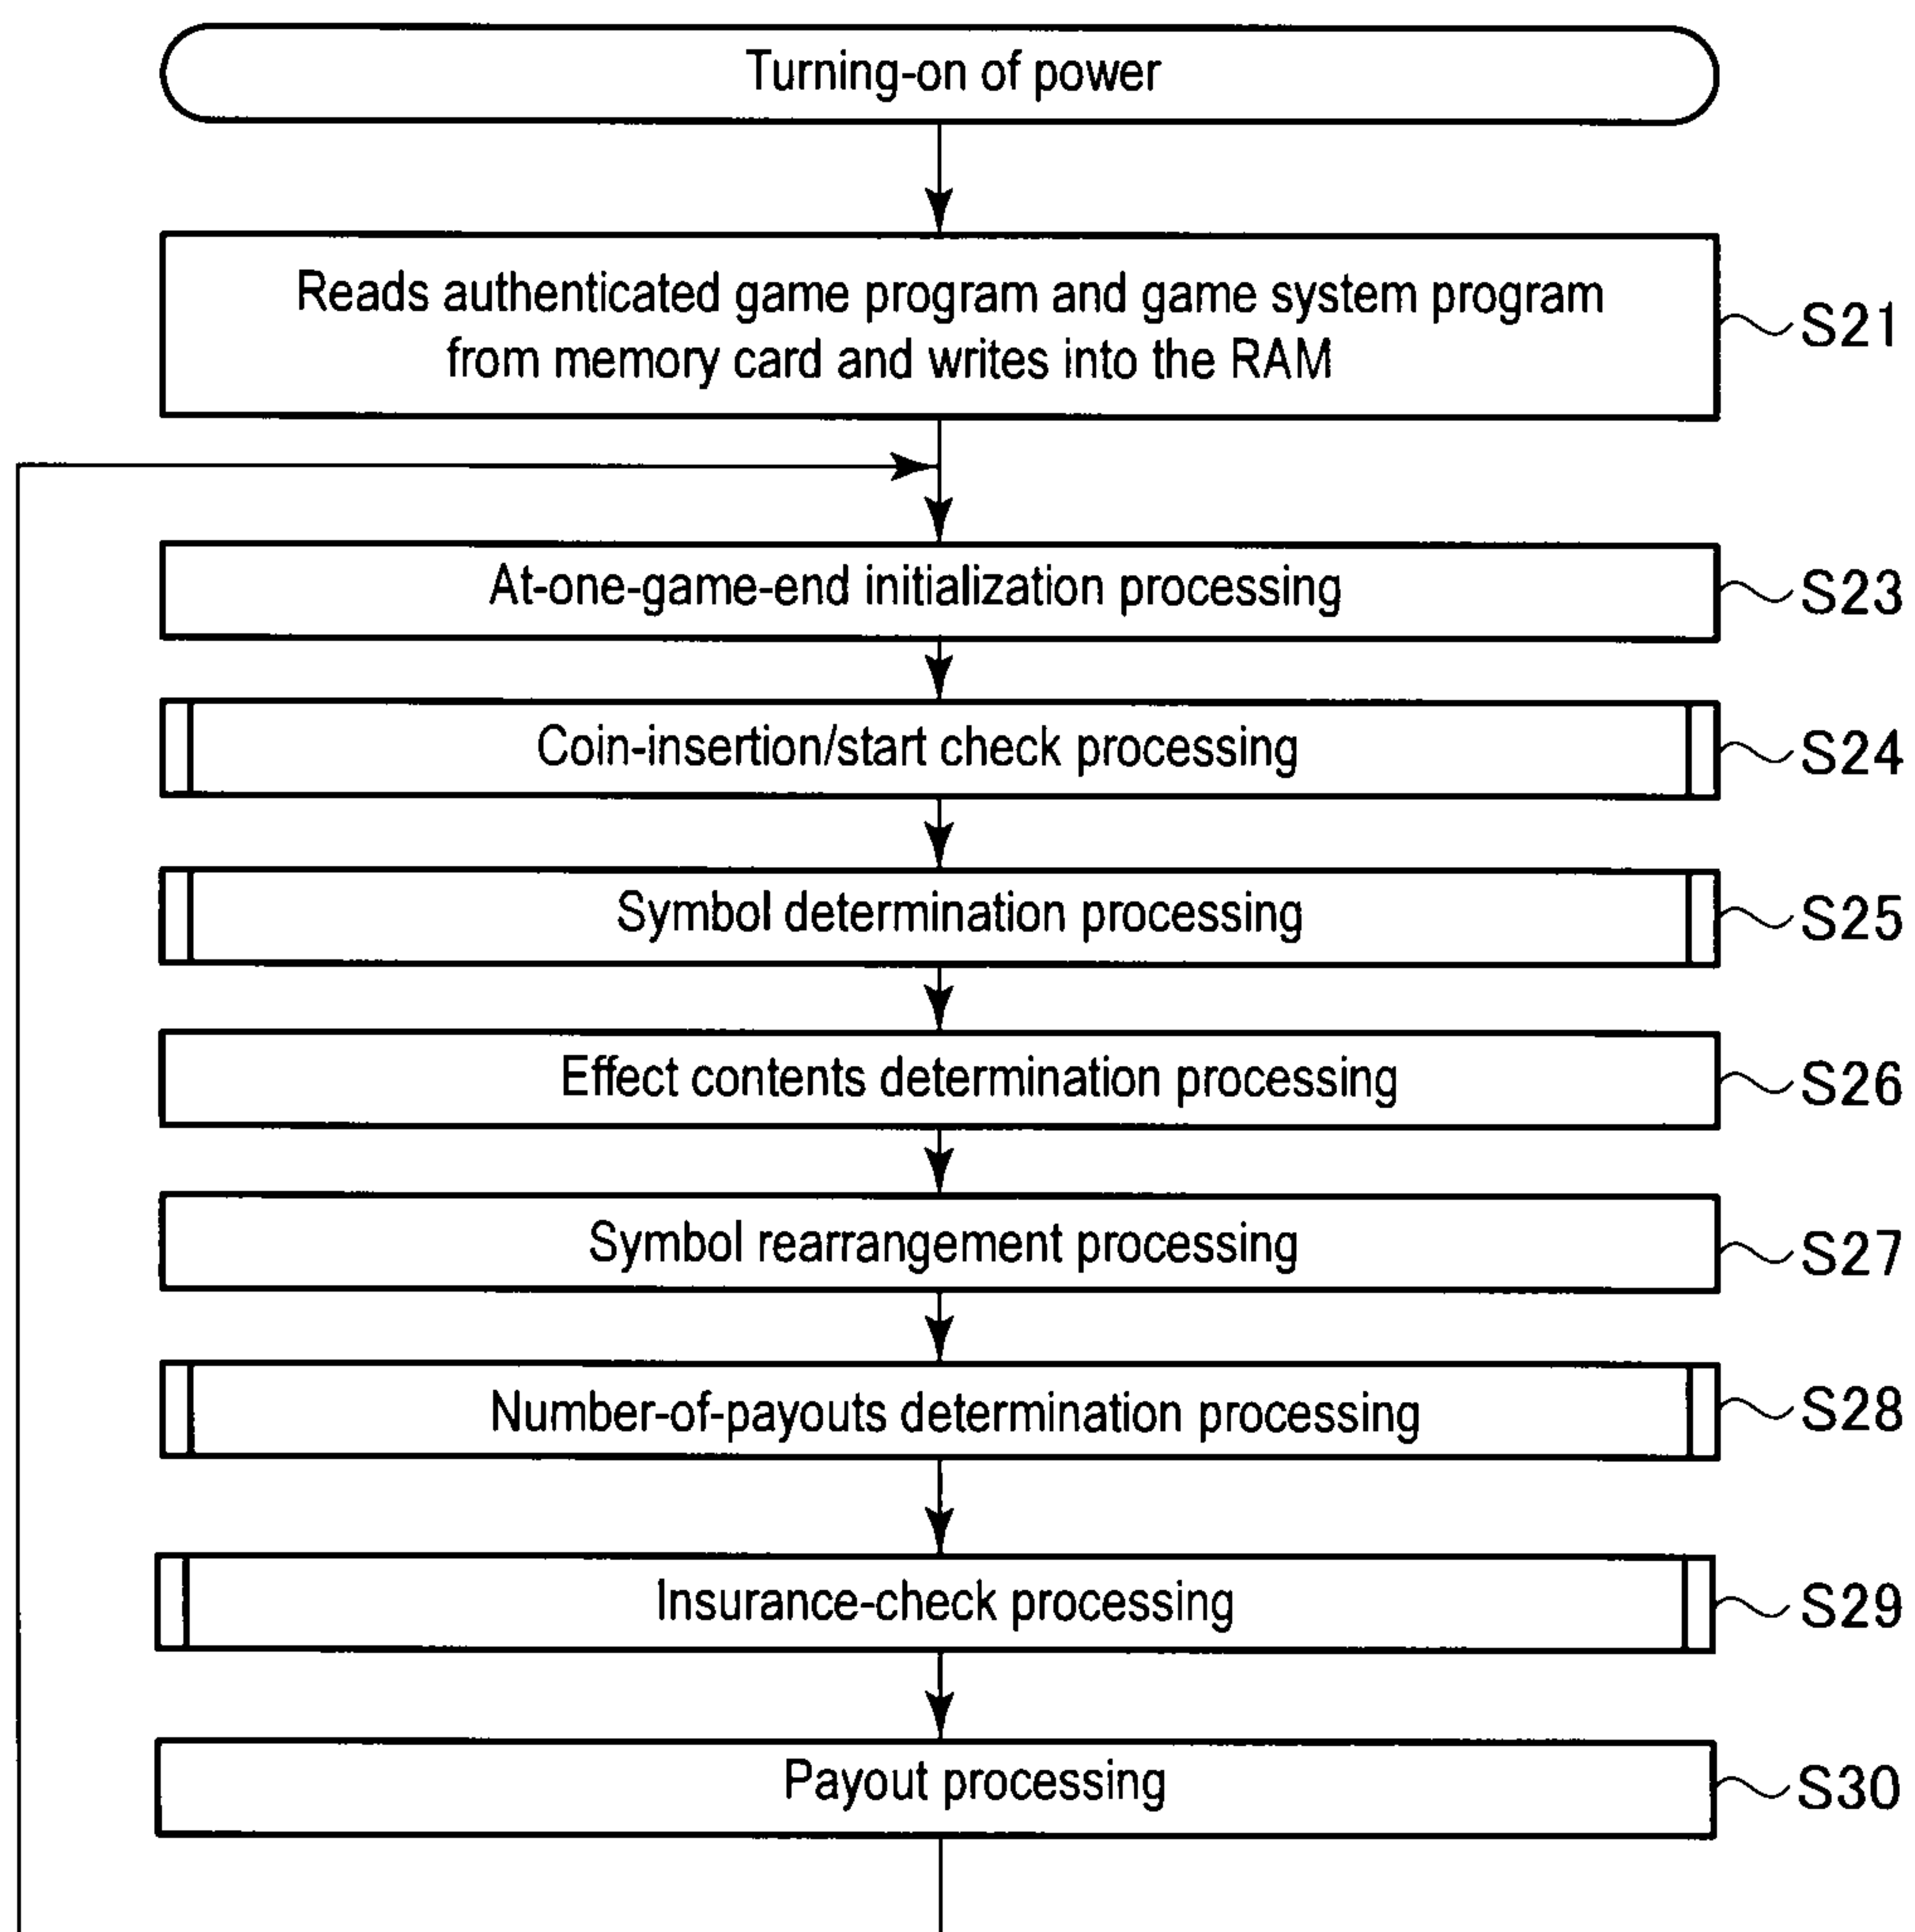 Turning-on of power
Reads authenticated game program and game system program
from memory card and writes into the RAM
S21
At-one-game-end initialization processing
S23
Coin-insertion/start check processing
S24
Symbol determination processing
S25
Effect contents determination processing
S26
Symbol rearrangement processing
S27
Number-of-payouts determination processing
S28
Insurance-check processing
S29
Payout processing
S30